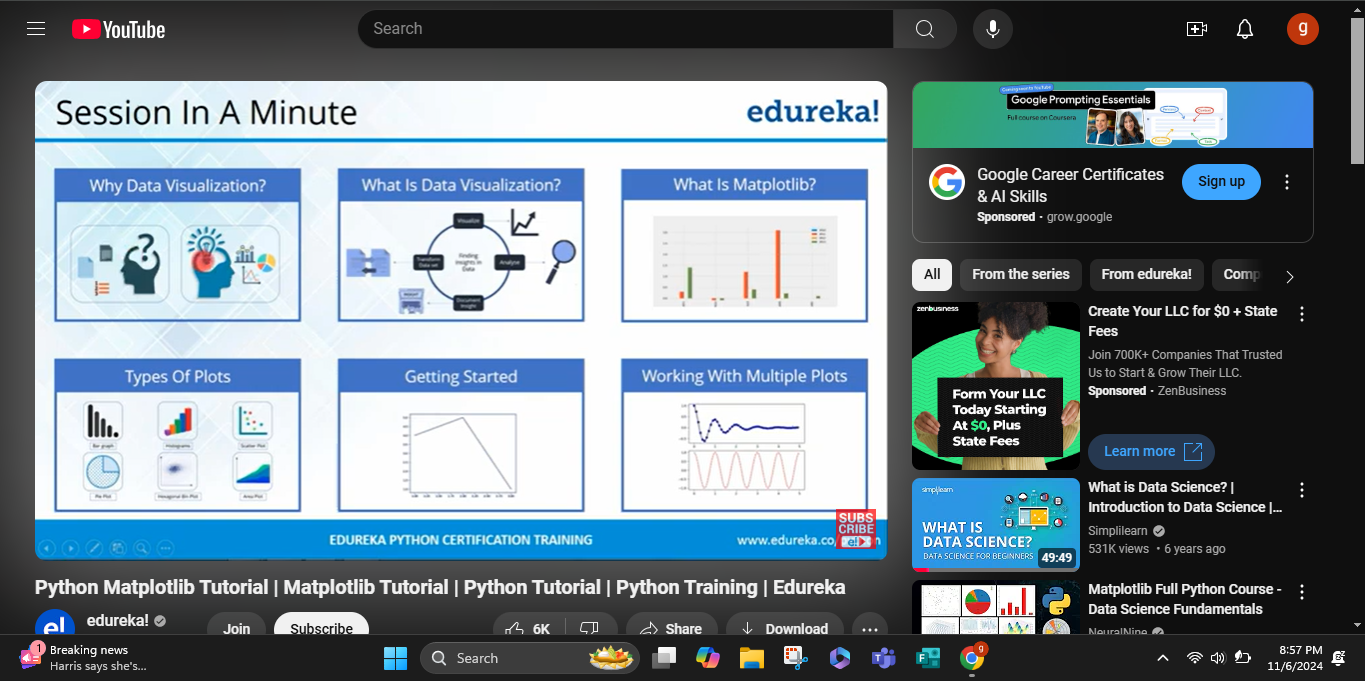 YouTube
Search
g
Session In A Minute
edureka!
Why Data Visualization?
What Is Data Visualization?
Visualize
Finding
Insights in
Data
Analyse
What Is Matplotlib?
Types Of Plots
Bar graph
Histograms
Scatter Plot
Pie Plot
Hexagonal Bin Plot
Area Plot
Getting Started
Working With Multiple Plots
SUBS
CRIBE
e!
EDUREKA PYTHON CERTIFICATION TRAINING
www.edureka.co
Python Matplotlib Tutorial | Matplotlib Tutorial | Python Tutorial | Python Training | Edureka
e!
edureka!
Join
Subscribe
6K
Share
Download
Google Prompting Essentials
Full course on Coursera
Google Career Certificates
& AI Skills
Sponsored · grow.google
Sign up
All
From the series
From edureka!
Comp
zenbusiness
Form Your LLC
Today Starting
At $0, Plus
State Fees
Create Your LLC for $0 + State
Fees
Join 700K+ Companies That Trusted
Us to Start & Grow Their LLC.
Sponsored · ZenBusiness
Learn more
simplilearn
WHAT IS
DATA SCIENCE?
DATA SCIENCE FOR BEGINNERS
49:49
What is Data Science? |
Introduction to Data Science |...
Simplilearn
531K views • 6 years ago
Matplotlib Full Python Course -
Data Science Fundamentals
NeuralNine
1
Breaking news
Harris says she's...
Search
g
8:57 PM
11/6/2024